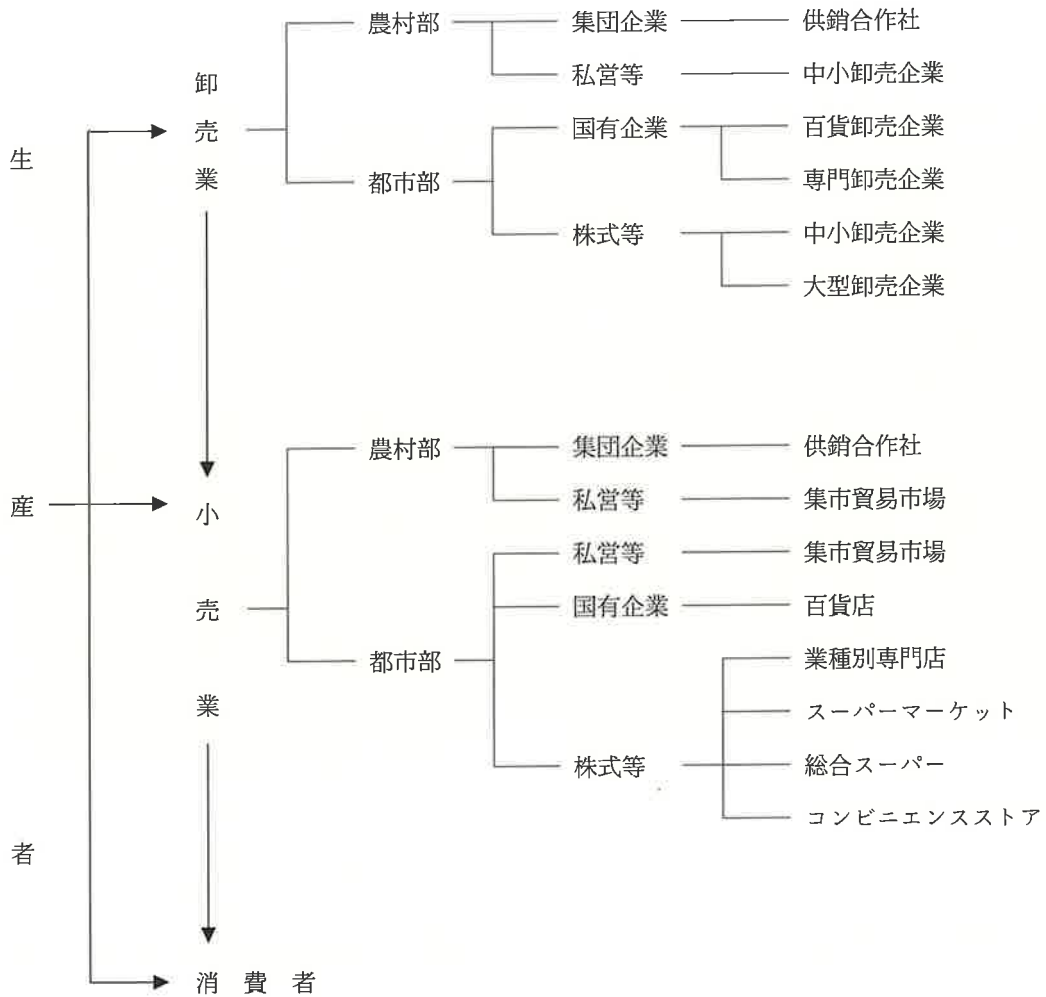 生産者
卸売業
農村部
集団企業
供銷合作社
私営等
中小卸売企業
都市部
国有企業
百貨卸売企業
専門卸売企業
株式等
中小卸売企業
大型卸売企業
小売業
農村部
集団企業
供銷合作社
私営等
集市貿易市場
都市部
私営等
集市貿易市場
国有企業
百貨店
株式等
業種別専門店
スーパーマーケット
総合スーパー
コンビニエンスストア
消費者